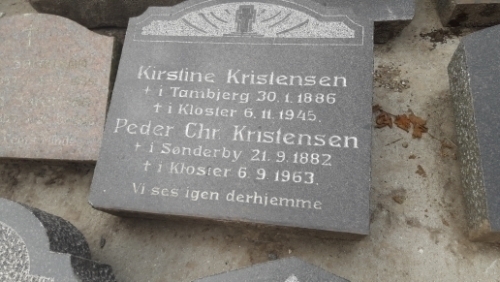 Kirstine Kristensen
✝ i Tambjerg 30.1.1886
✝ i Kloster 6.11.1945.
Peder Chr. Kristensen
✝ i Sønderby 21.9.1882
✝ i Kloster 6.9.1963.
Vi ses igen derhjemme